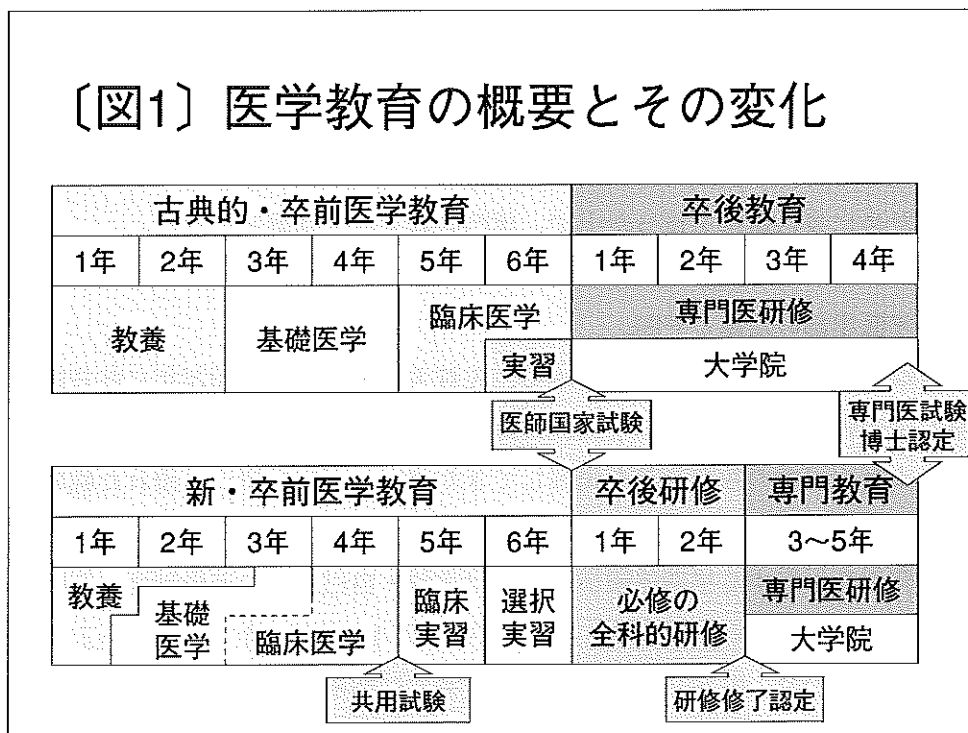 〔図1〕医学教育の概要とその変化
古典的・卒前医学教育 卒後教育
1年 2年 3年 4年 5年 6年 1年 2年 3年 4年
教養 基礎医学 臨床医学 専門医研修
実習 大学院
医師国家試験 専門医試験
博士認定
新・卒前医学教育 卒後研修 専門教育
1年 2年 3年 4年 5年 6年 1年 2年 3〜5年
教養 基礎
医学 臨床医学 臨床
実習 選択
実習 必修の
全科的研修 専門医研修
大学院
共用試験 研修修了認定